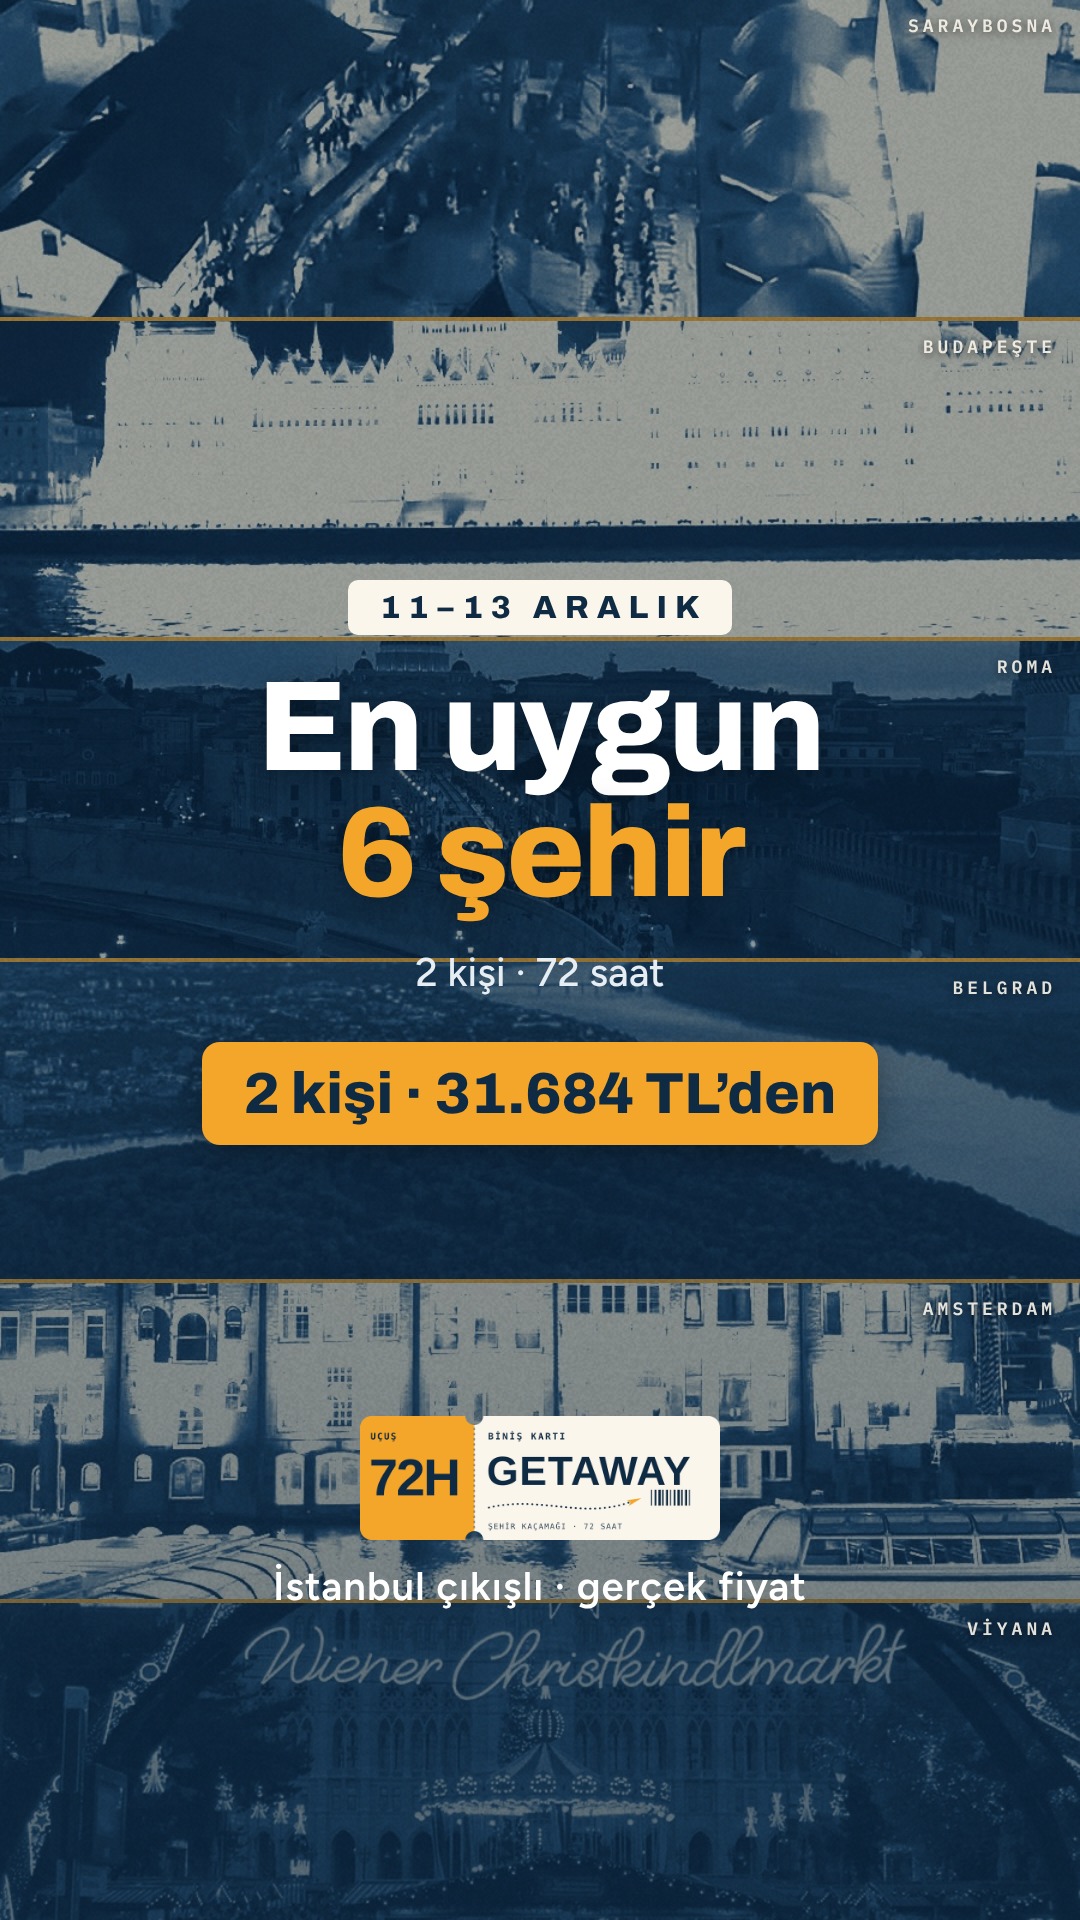 SARAYBOSNA
BUDAPEŞTE
11–13 ARALIK
ROMA
En uygun
6 şehir
2 kişi · 72 saat
BELGRAD
2 kişi · 31.684 TL’den
AMSTERDAM
UÇUŞ
72H
BİNİŞ KARTI
GETAWAY
ŞEHİR KAÇAMAĞI · 72 SAAT
İstanbul çıkışlı · gerçek fiyat
VİYANA
Wiener Christkindlmarkt